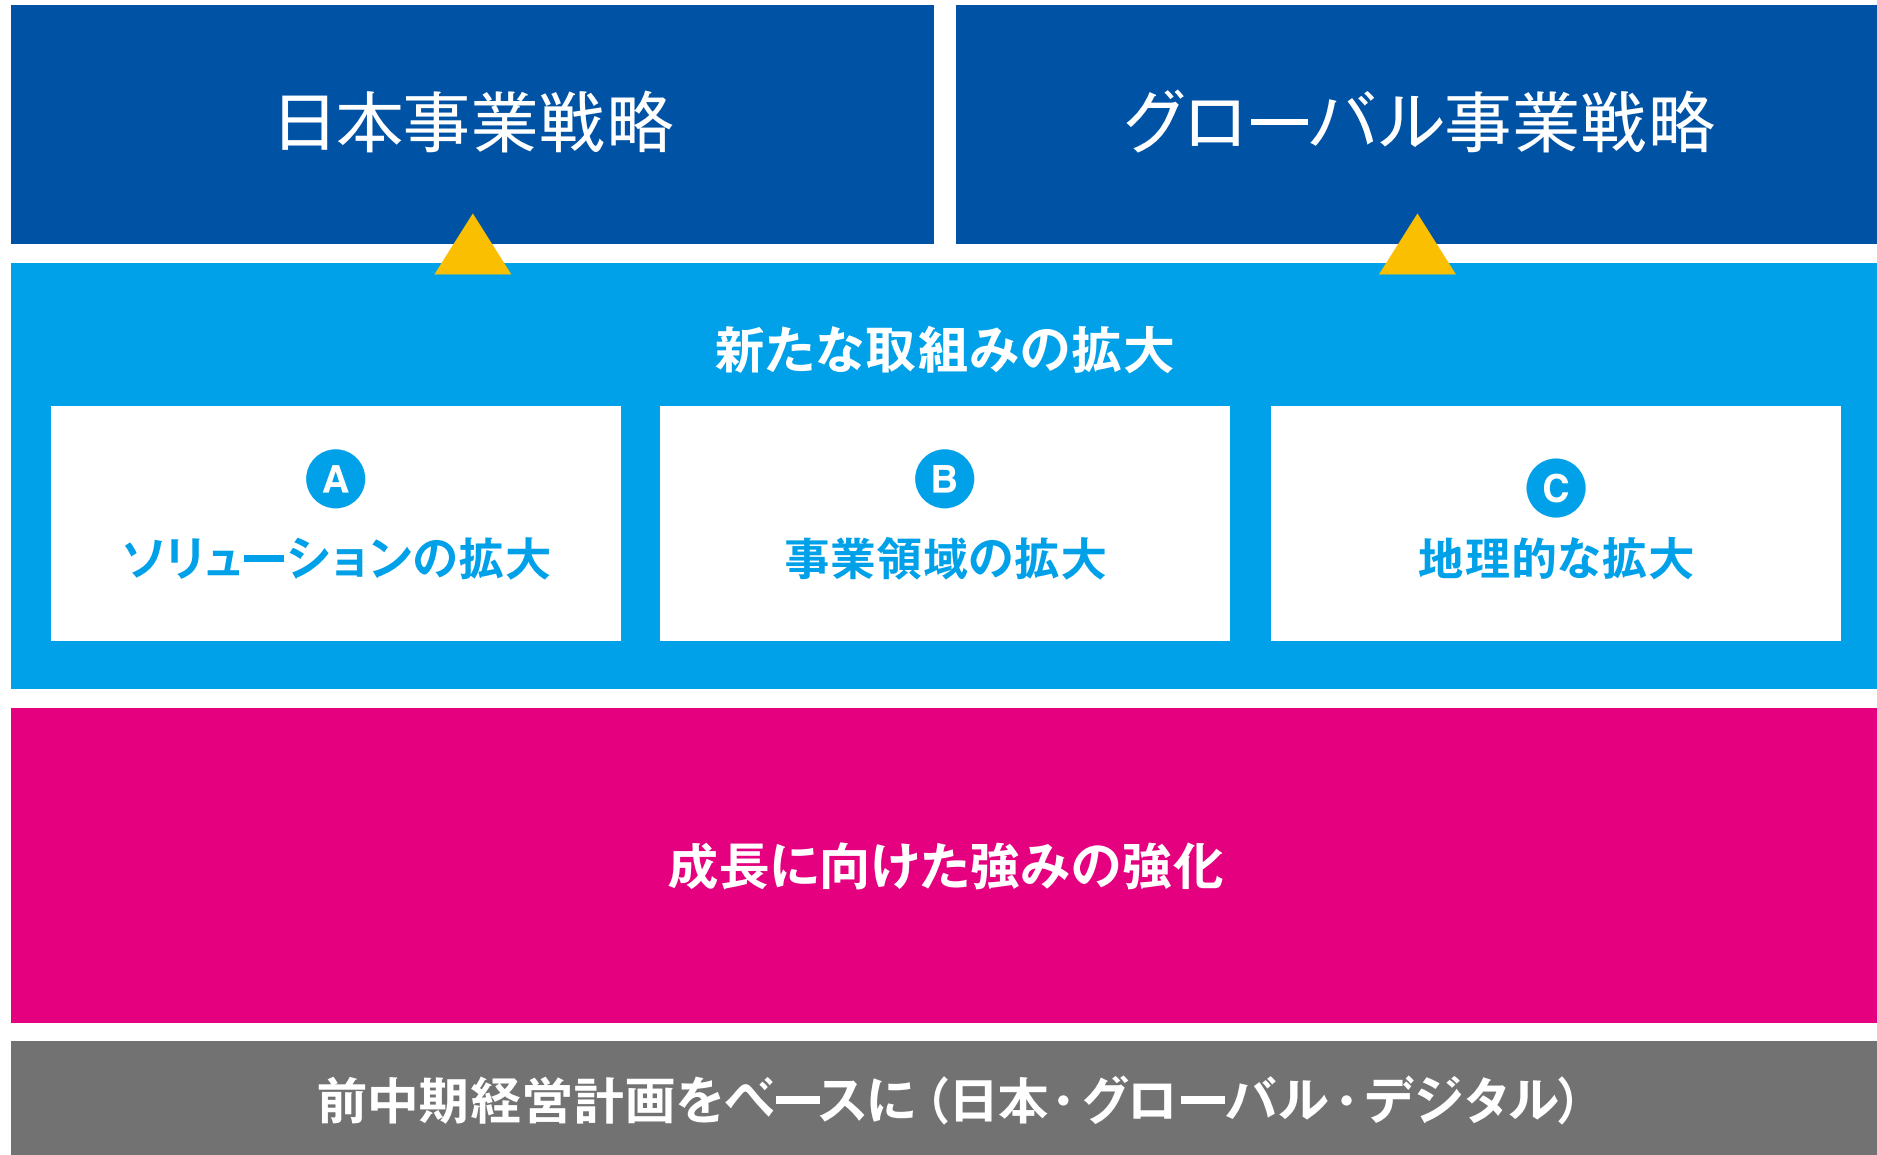 日本事業戦略
グローバル事業戦略
新たな取組みの拡大
A
ソリューションの拡大
B
事業領域の拡大
C
地理的な拡大
成長に向けた強みの強化
前中期経営計画をベースに（日本・グローバル・デジタル）